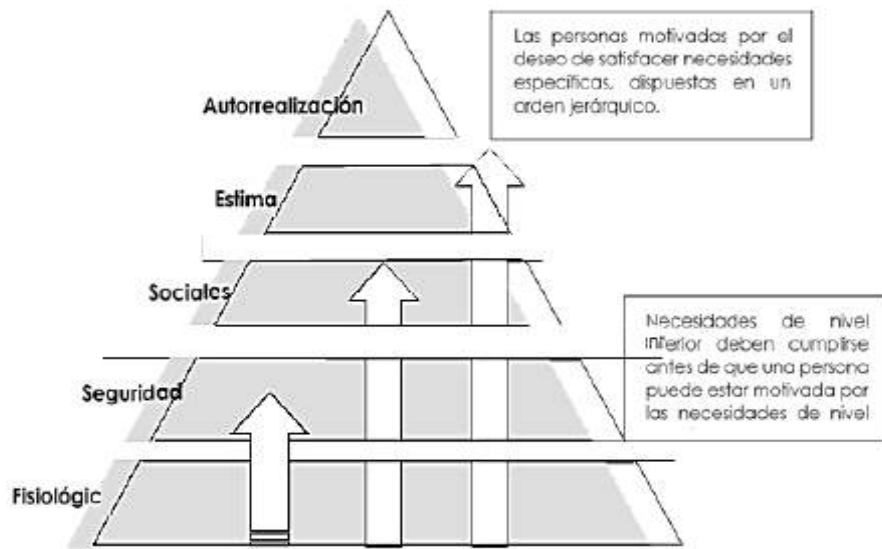 Las personas motivadas por el
deseo de satisfacer necesidades
específicas, dispuestas en un
orden jerárquico.
Autorrealización
Estima
Sociales
Necesidades de nivel
inferior deben cumplirse
antes de que una persona
puede estar motivada por
las necesidades de nivel
Seguridad
Fisiológic